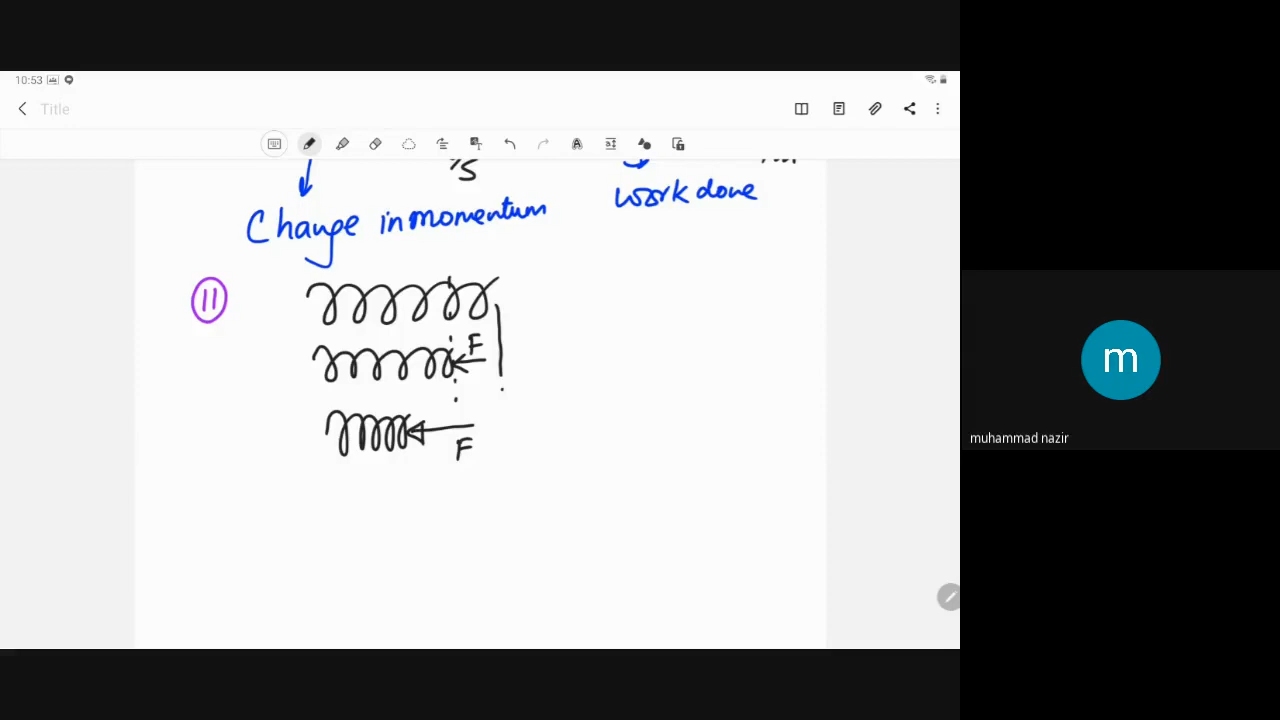 10:53
Title
's
Change in momentum
work done
11
F
F
m
muhammad nazir